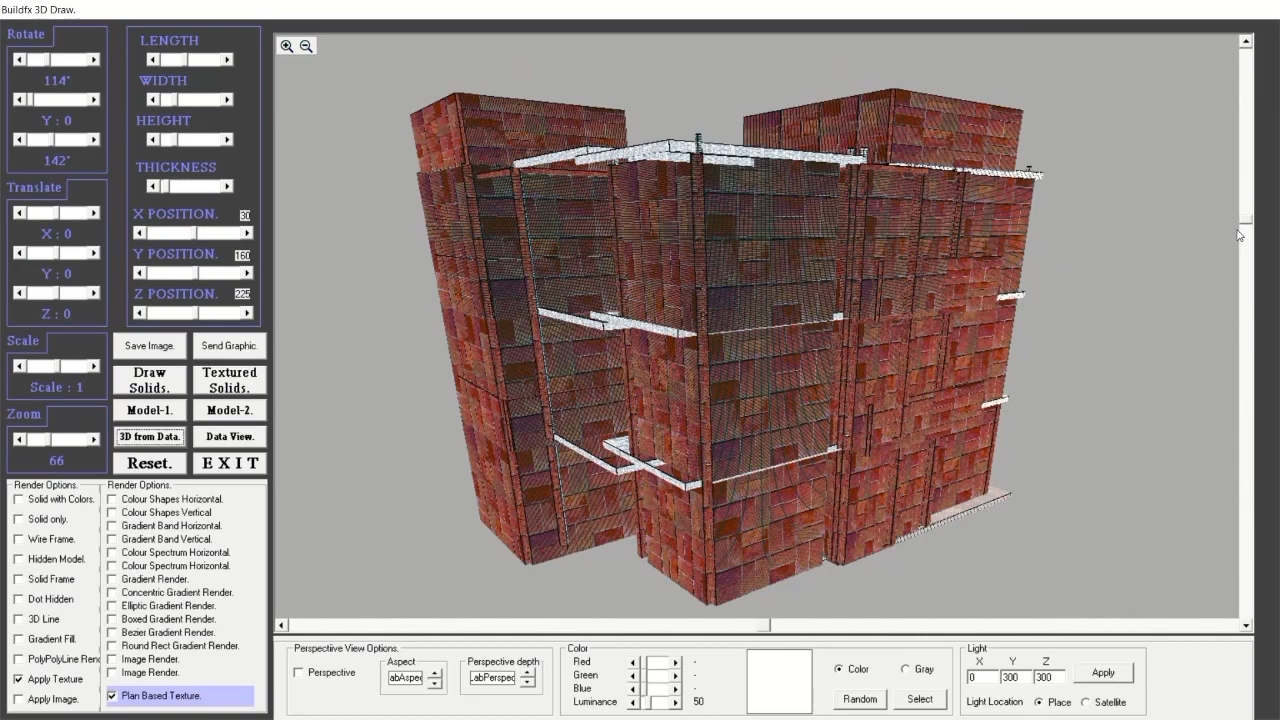 Buildfx 3D Draw.
Rotate
114°
Y : 0
142°
Translate
X : 0
Y : 0
Z : 0
Scale
Scale : 1
Zoom
66
LENGTH
WIDTH
HEIGHT
THICKNESS
X POSITION. 30
Y POSITION. 160
Z POSITION. 225
Save Image.
Send Graphic.
Draw
Solids.
Textured
Solids.
Model-1.
Model-2.
3D from Data.
Data View.
Reset.
E X I T
Render Options.
Solid with Colors.
Solid only.
Wire Frame.
Hidden Model.
Solid Frame
Dot Hidden
3D Line
Gradient Fill.
PolyPolyLine Rend
Apply Texture
Apply Image.
Render Options.
Colour Shapes Horizontal.
Colour Shapes Vertical
Gradient Band Horizontal.
Gradient Band Vertical.
Colour Spectrum Horizontal.
Colour Spectrum Horizontal.
Gradient Render.
Concentric Gradient Render.
Elliptic Gradient Render.
Boxed Gradient Render.
Bezier Gradient Render.
Round Rect Gradient Render.
Image Render.
Image Render.
Plan Based Texture.
Perspective View Options.
Perspective
Aspect
abAspe
Perspective depth
.abPerspec
Color
Red -
Green -
Blue -
Luminance 50
Color
Gray
Random
Select
Light
X Y Z
0 300 300
Apply
Light Location
Place
Satellite